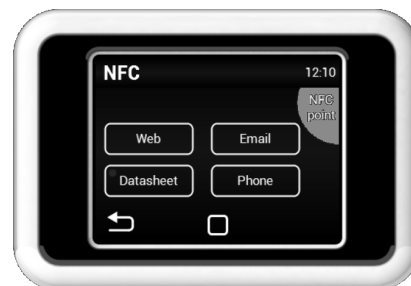 NFC
12:10
NFC
point
Web
Email
Datasheet
Phone